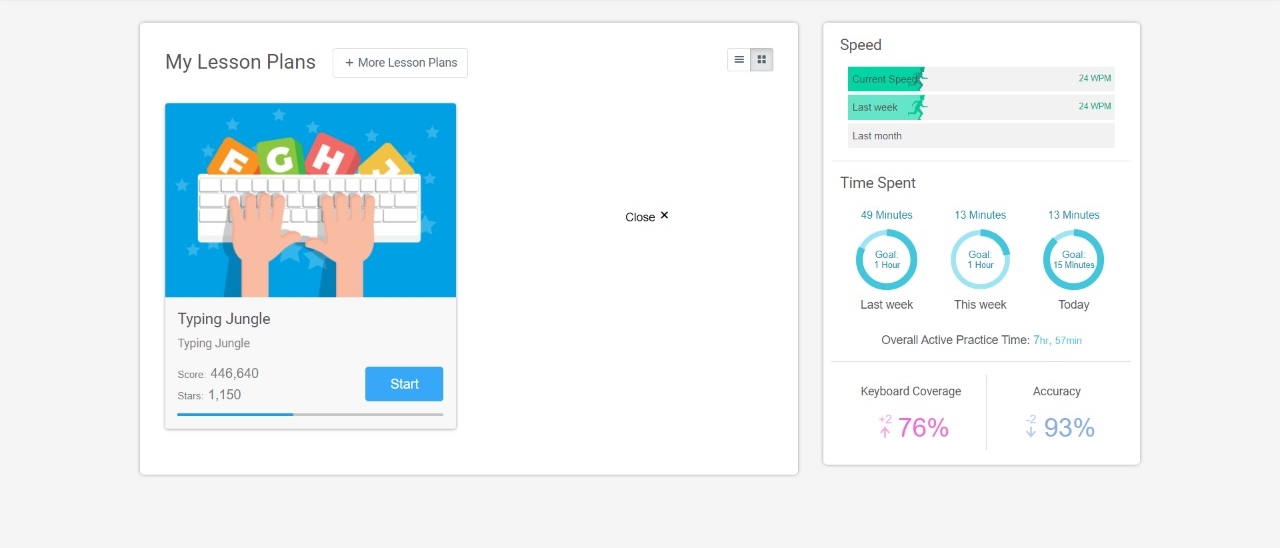 My Lesson Plans
+ More Lesson Plans
F G H J
Close ×
Typing Jungle
Typing Jungle
Score: 446,640
Stars: 1,150
Start
Speed
Current Speed 24 WPM
Last week 24 WPM
Last month
Time Spent
49 Minutes 13 Minutes 13 Minutes
Goal: Goal: Goal:
1 Hour 1 Hour 15 Minutes
Last week This week Today
Overall Active Practice Time: 7hr, 57min
Keyboard Coverage Accuracy
+2 76% -2 93%